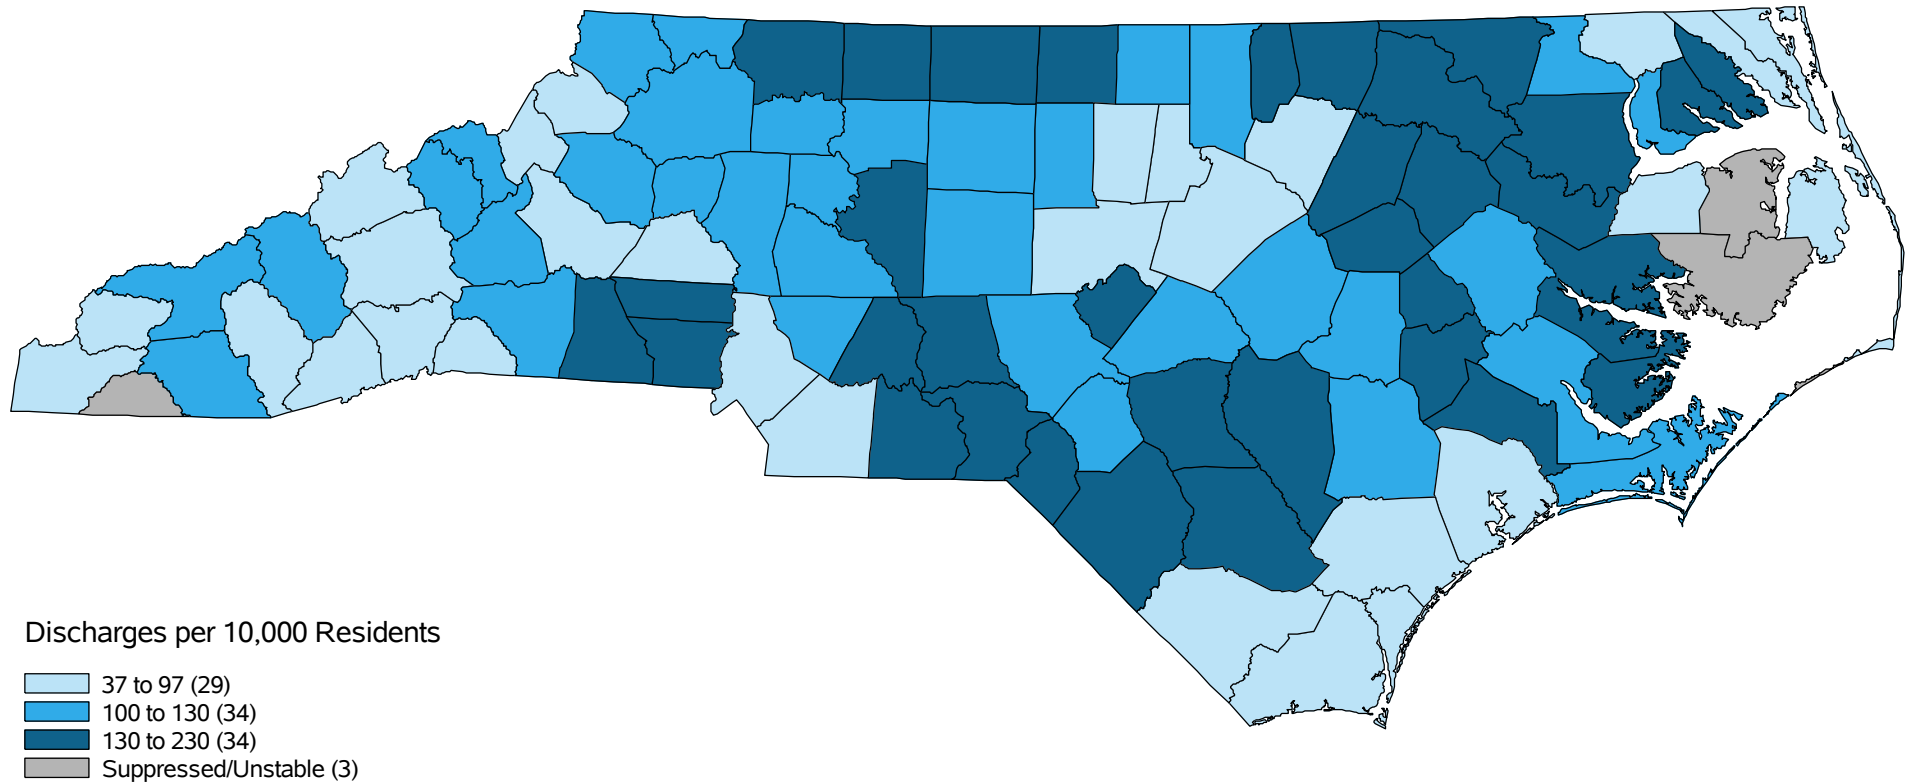 Discharges per 10,000 Residents
37 to 97 (29)
100 to 130 (34)
130 to 230 (34)
Suppressed/Unstable (3)